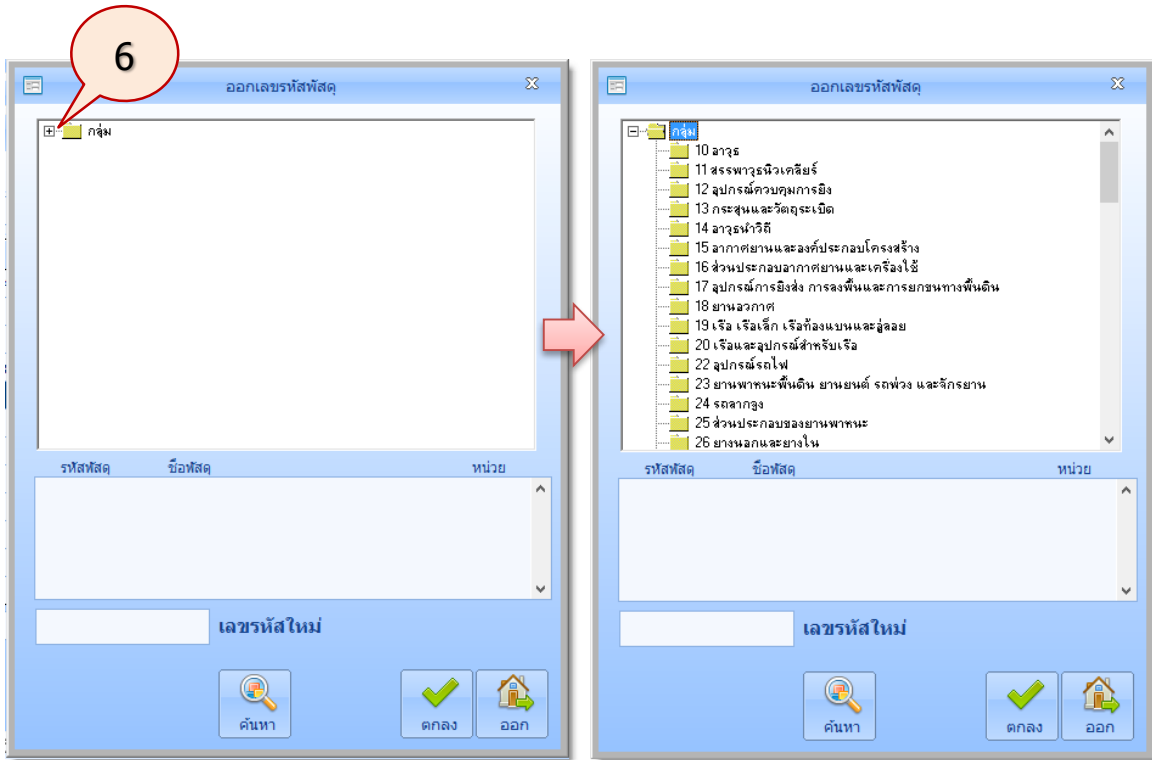 6
ออกเลขรหัสพัสดุ
กลุ่ม
รหัสพัสดุ ชื่อพัสดุ หน่วย
เลขรหัสใหม่
ค้นหา ตกลง ออก
ออกเลขรหัสพัสดุ
กลุ่ม
10 อาวุธ
11 สรรพาวุธนิวเคลียร์
12 อุปกรณ์ควบคุมการยิง
13 กระสุนและวัตถุระเบิด
14 อาวุธนำวิถี
15 อากาศยานและองค์ประกอบโครงสร้าง
16 ส่วนประกอบอากาศยานและเครื่องใช้
17 อุปกรณ์การยิงส่ง การลงพื้นและการยกขนทางพื้นดิน
18 ยานอวกาศ
19 เรือ เรือเล็ก เรือท้องแบนและอู่ลอย
20 เรือและอุปกรณ์สำหรับเรือ
22 อุปกรณ์รถไฟ
23 ยานพาหนะพื้นดิน ยานยนต์ รถพ่วง และจักรยาน
24 รถลากจูง
25 ส่วนประกอบของยานพาหนะ
26 ยางนอกและยางใน
รหัสพัสดุ ชื่อพัสดุ หน่วย
เลขรหัสใหม่
ค้นหา ตกลง ออก